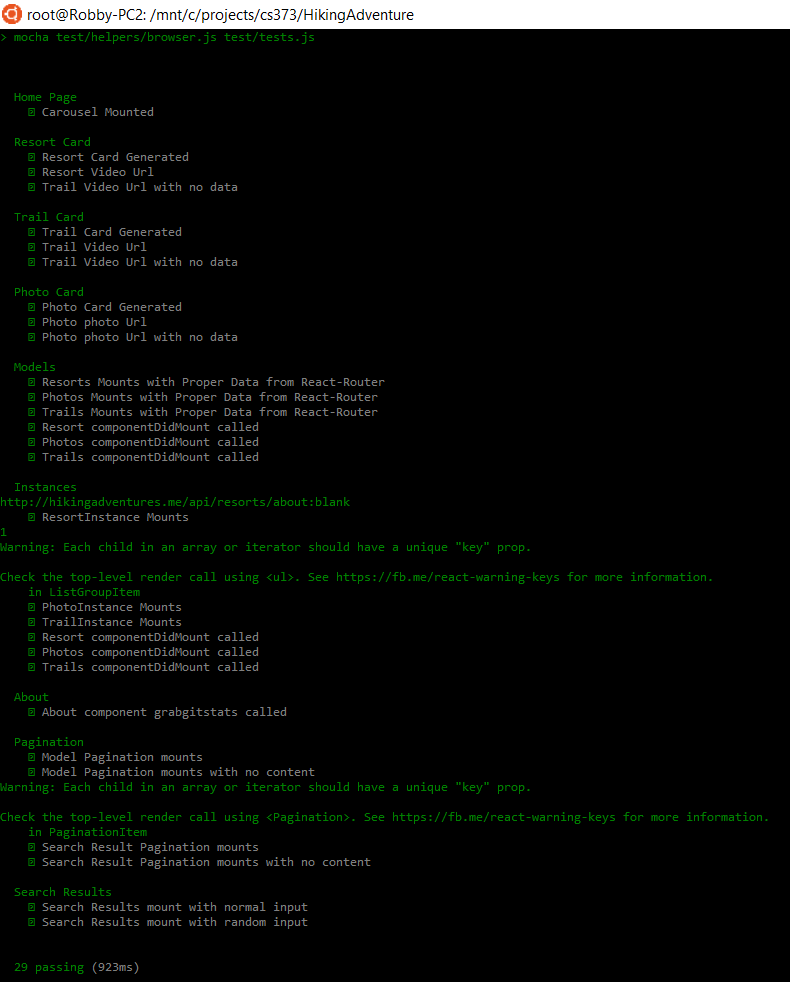 root@Robby-PC2: /mnt/c/projects/cs373/HikingAdventure
> mocha test/helpers/browser.js test/tests.js
Home Page
Carousel Mounted
Resort Card
Resort Card Generated
Resort Video Url
Trail Video Url with no data
Trail Card
Trail Card Generated
Trail Video Url
Trail Video Url with no data
Photo Card
Photo Card Generated
Photo photo Url
Photo photo Url with no data
Models
Resorts Mounts with Proper Data from React-Router
Photos Mounts with Proper Data from React-Router
Trails Mounts with Proper Data from React-Router
Resort componentDidMount called
Photos componentDidMount called
Trails componentDidMount called
Instances
http://hikingadventures.me/api/resorts/about:blank
ResortInstance Mounts
1
Warning: Each child in an array or iterator should have a unique "key" prop.
Check the top-level render call using <ul>. See https://fb.me/react-warning-keys for more information.
in ListGroupItem
PhotoInstance Mounts
TrailInstance Mounts
Resort componentDidMount called
Photos componentDidMount called
Trails componentDidMount called
About
About component grabgitstats called
Pagination
Model Pagination mounts
Model Pagination mounts with no content
Warning: Each child in an array or iterator should have a unique "key" prop.
Check the top-level render call using <Pagination>. See https://fb.me/react-warning-keys for more information.
in PaginationItem
Search Result Pagination mounts
Search Result Pagination mounts with no content
Search Results
Search Results mount with normal input
Search Results mount with random input
29 passing (923ms)